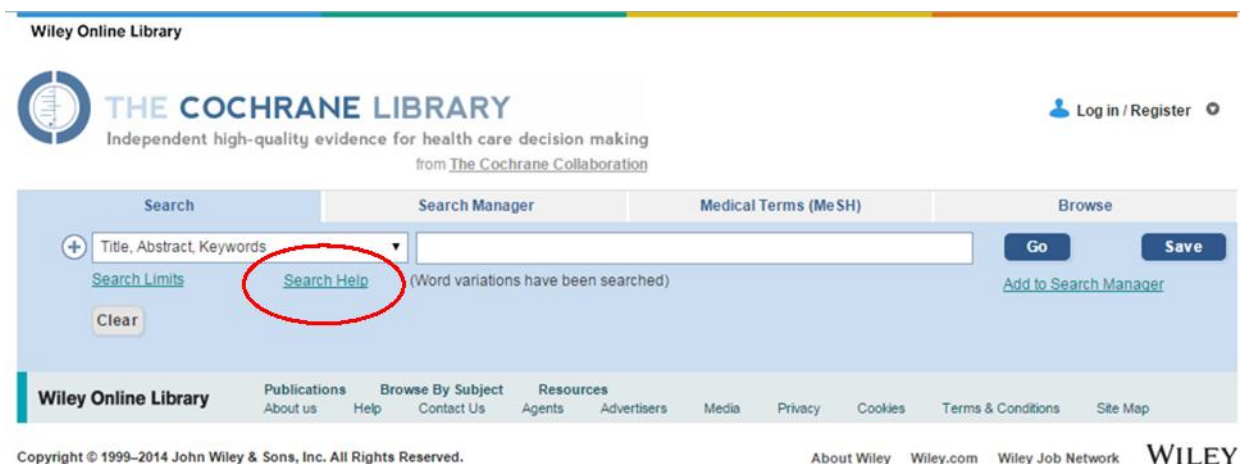 Wiley Online Library
THE COCHRANE LIBRARY
Independent high-quality evidence for health care decision making
from The Cochrane Collaboration
Log in / Register
Search Search Manager Medical Terms (MeSH) Browse
Title, Abstract, Keywords Go Save
Search Limits Search Help (Word variations have been searched) Add to Search Manager
Clear
Wiley Online Library
Publications Browse By Subject Resources
About us Help Contact Us Agents Advertisers Media Privacy Cookies Terms & Conditions Site Map
Copyright © 1999–2014 John Wiley & Sons, Inc. All Rights Reserved. About Wiley Wiley.com Wiley Job Network WILEY